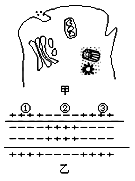 甲
① ② ③
+ + + + - - - - - + + + +
- - - - + + + + + - - - -
- - - - + + + + + - - - -
+ + + + - - - - - + + + +
乙